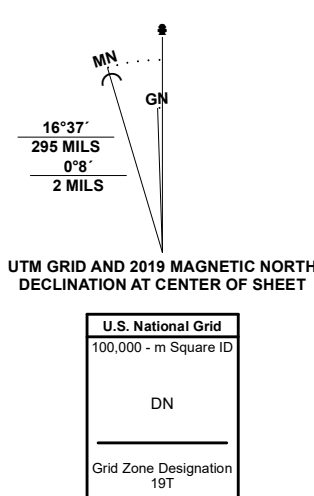 MN
GN
16°37´
295 MILS
0°8´
2 MILS
UTM GRID AND 2019 MAGNETIC NORTH
DECLINATION AT CENTER OF SHEET
U.S. National Grid
100,000 - m Square ID
DN
Grid Zone Designation
19T